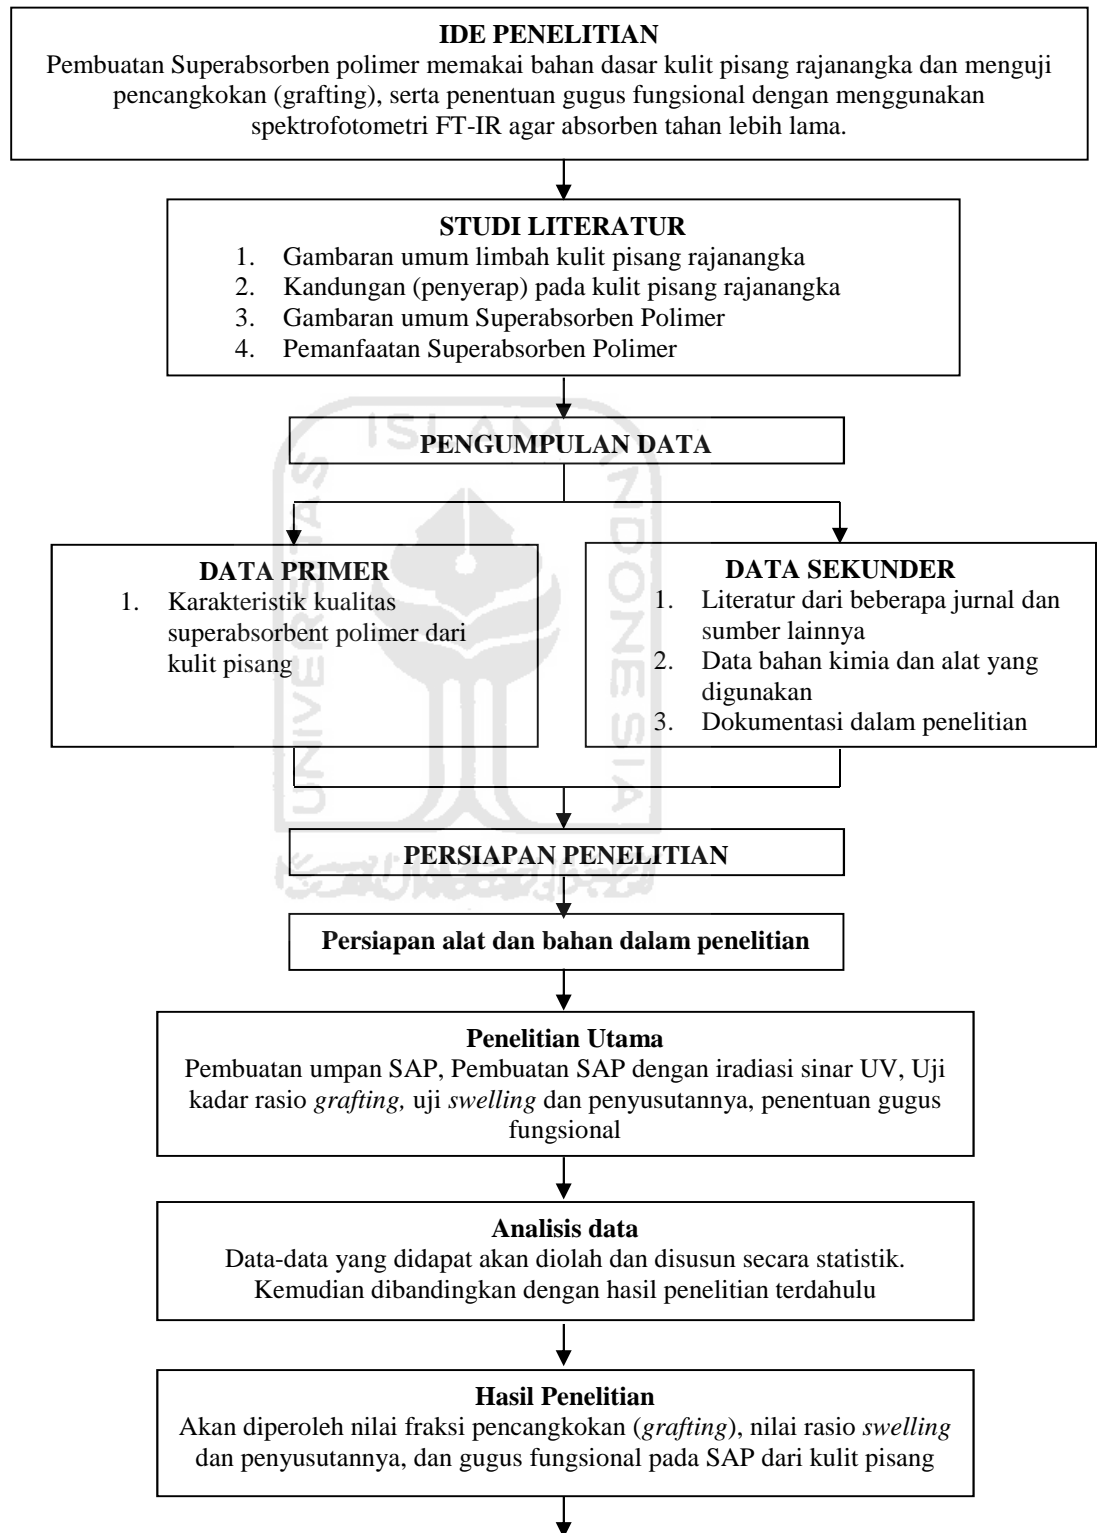 IDE PENELITIAN
Pembuatan Superabsorben polimer memakai bahan dasar kulit pisang rajanangka dan menguji
pencangkokan (grafting), serta penentuan gugus fungsional dengan menggunakan
spektrofotometri FT-IR agar absorben tahan lebih lama.
STUDI LITERATUR
1. Gambaran umum limbah kulit pisang rajanangka
2. Kandungan (penyerap) pada kulit pisang rajanangka
3. Gambaran umum Superabsorben Polimer
4. Pemanfaatan Superabsorben Polimer
PENGUMPULAN DATA
DATA PRIMER
1. Karakteristik kualitas
superabsorbent polimer dari
kulit pisang
DATA SEKUNDER
1. Literatur dari beberapa jurnal dan
sumber lainnya
2. Data bahan kimia dan alat yang
digunakan
3. Dokumentasi dalam penelitian
UNIVERSITAS
ISLAM
INDONESIA
PERSIAPAN PENELITIAN
Persiapan alat dan bahan dalam penelitian
Penelitian Utama
Pembuatan umpan SAP, Pembuatan SAP dengan iradiasi sinar UV, Uji
kadar rasio grafting, uji swelling dan penyusutannya, penentuan gugus
fungsional
Analisis data
Data-data yang didapat akan diolah dan disusun secara statistik.
Kemudian dibandingkan dengan hasil penelitian terdahulu
Hasil Penelitian
Akan diperoleh nilai fraksi pencangkokan (grafting), nilai rasio swelling
dan penyusutannya, dan gugus fungsional pada SAP dari kulit pisang